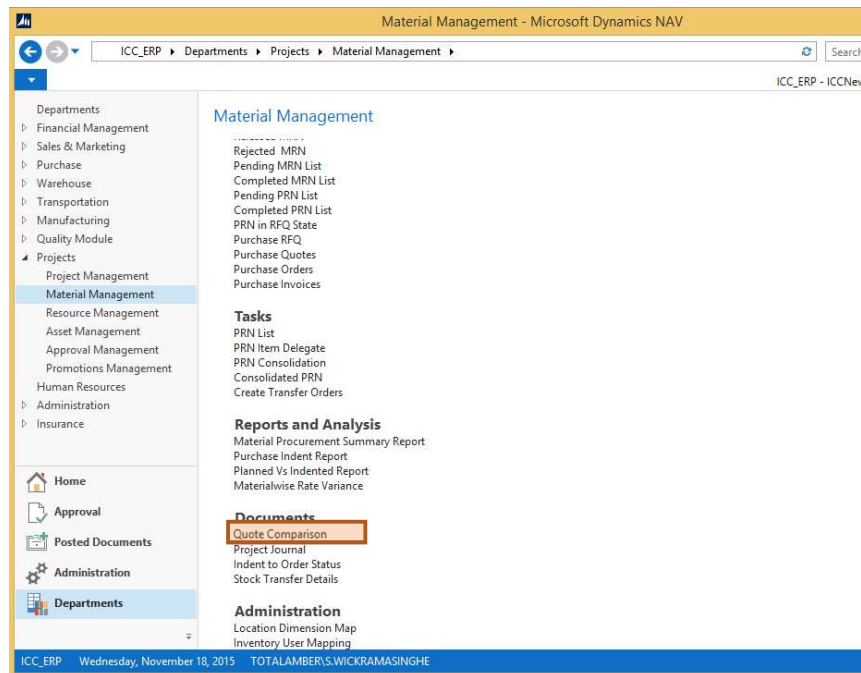 Material Management - Microsoft Dynamics NAV
ICC_ERP ▸ Departments ▸ Projects ▸ Material Management ▸
Search
ICC_ERP - ICCNew
Departments
Financial Management
Sales & Marketing
Purchase
Warehouse
Transportation
Manufacturing
Quality Module
Projects
Project Management
Material Management
Resource Management
Asset Management
Approval Management
Promotions Management
Human Resources
Administration
Insurance
Home
Approval
Posted Documents
Administration
Departments
Material Management
Rejected MRN
Pending MRN List
Completed MRN List
Pending PRN List
Completed PRN List
PRN in RFQ State
Purchase RFQ
Purchase Quotes
Purchase Orders
Purchase Invoices
Tasks
PRN List
PRN Item Delegate
PRN Consolidation
Consolidated PRN
Create Transfer Orders
Reports and Analysis
Material Procurement Summary Report
Purchase Indent Report
Planned Vs Indented Report
Materialwise Rate Variance
Documents
Quote Comparison
Project Journal
Indent to Order Status
Stock Transfer Details
Administration
Location Dimension Map
Inventory User Mapping
ICC_ERP Wednesday, November 18, 2015 TOTALAMBER\S.WICKRAMASINGHE